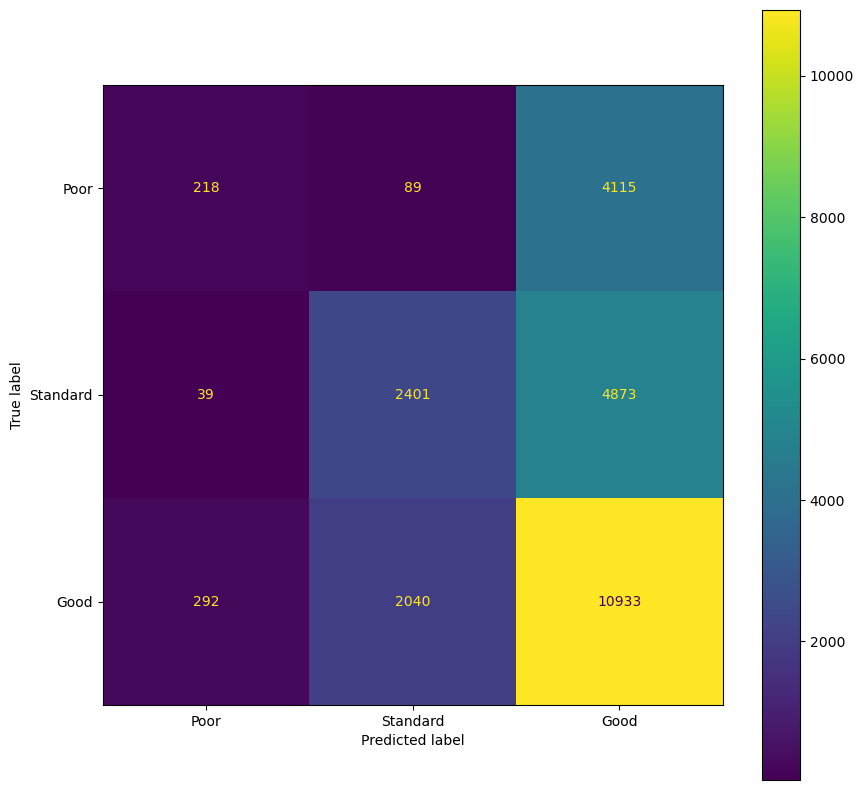 10000
8000
6000
4000
2000
True label
Poor
218 89 4115
Standard
39 2401 4873
Good
292 2040 10933
Poor Standard Good
Predicted label